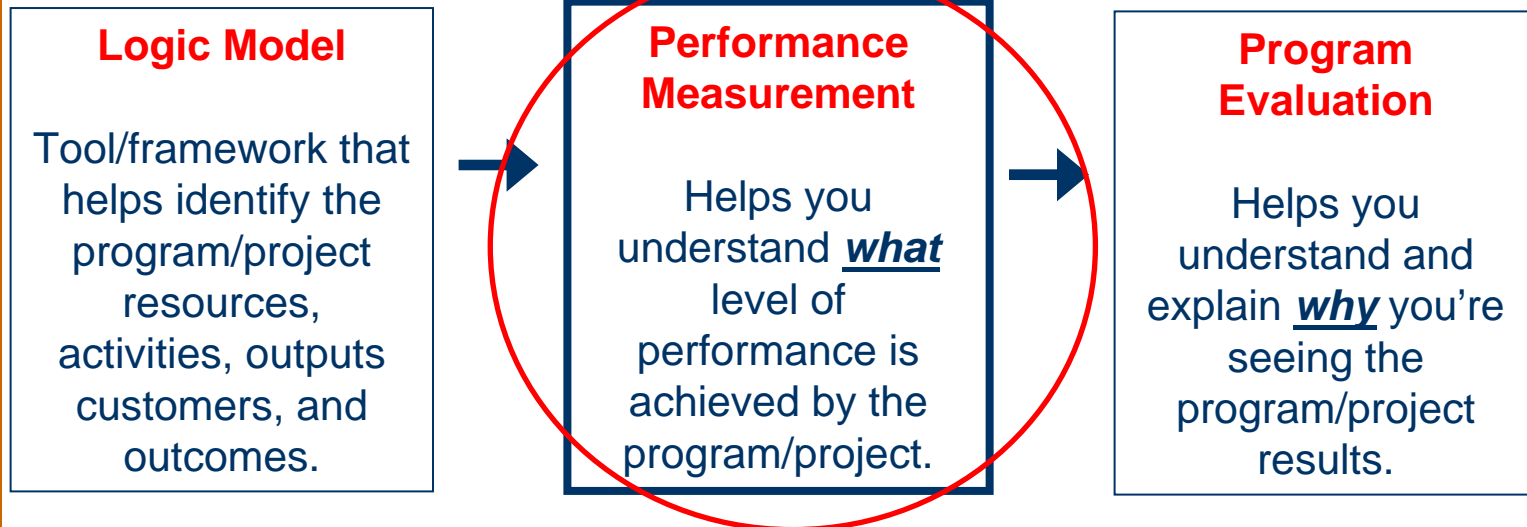 Logic Model
Tool/framework that
helps identify the
program/project
resources,
activities, outputs
customers, and
outcomes.
Performance
Measurement
Helps you
understand what
level of
performance is
achieved by the
program/project.
Program
Evaluation
Helps you
understand and
explain why you’re
seeing the
program/project
results.